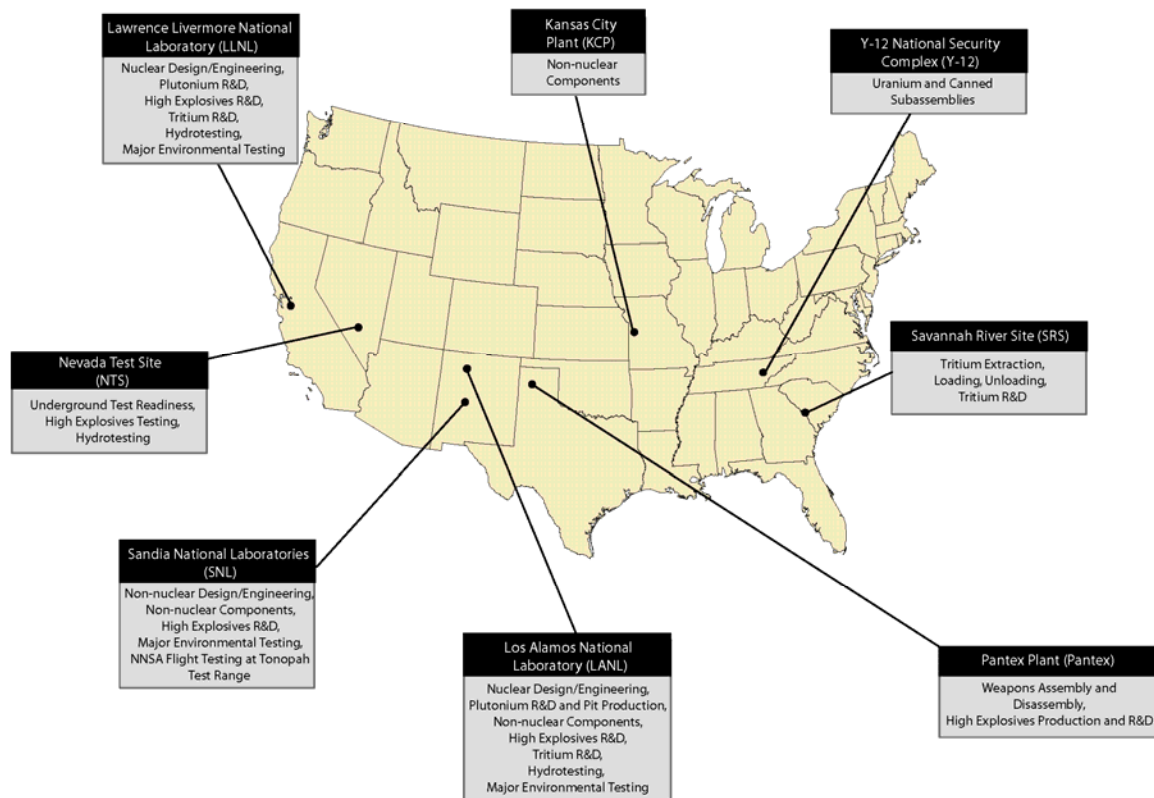 Lawrence Livermore National
Laboratory (LLNL)
Nuclear Design/Engineering,
Plutonium R&D,
High Explosives R&D,
Tritium R&D,
Hydrotesting,
Major Environmental Testing
Kansas City
Plant (KCP)
Non-nuclear
Components
Y-12 National Security
Complex (Y-12)
Uranium and Canned
Subassemblies
Nevada Test Site
(NTS)
Underground Test Readiness,
High Explosives Testing,
Hydrotesting
Savannah River Site (SRS)
Tritium Extraction,
Loading, Unloading,
Tritium R&D
Sandia National Laboratories
(SNL)
Non-nuclear Design/Engineering,
Non-nuclear Components,
High Explosives R&D,
Major Environmental Testing,
NNSA Flight Testing at Tonopah
Test Range
Los Alamos National
Laboratory (LANL)
Nuclear Design/Engineering,
Plutonium R&D and Pit Production,
Non-nuclear Components,
High Explosives R&D,
Tritium R&D,
Hydrotesting,
Major Environmental Testing
Pantex Plant (Pantex)
Weapons Assembly and
Disassembly,
High Explosives Production and R&D